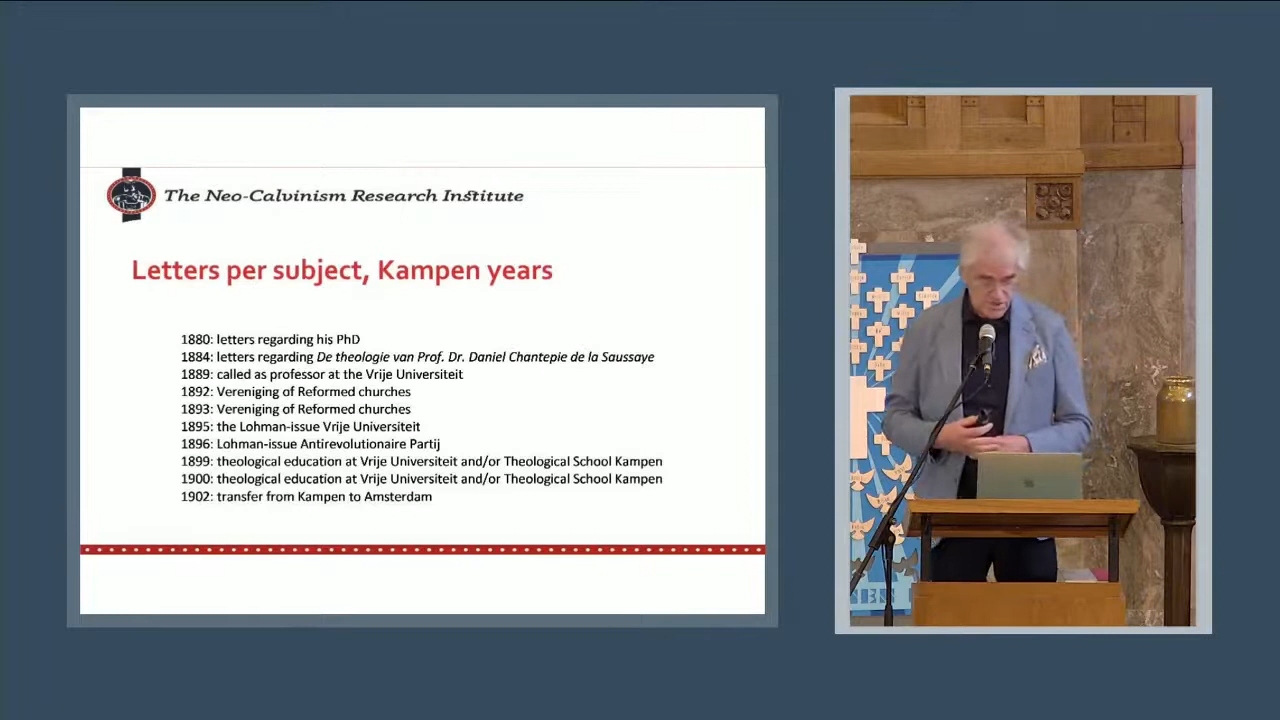 The Neo-Calvinism Research Institute
Letters per subject, Kampen years
1880: letters regarding his PhD
1884: letters regarding De theologie van Prof. Dr. Daniel Chantepie de la Saussaye
1889: called as professor at the Vrije Universiteit
1892: Vereniging of Reformed churches
1893: Vereniging of Reformed churches
1895: the Lohman-issue Vrije Universiteit
1896: Lohman-issue Antirevolutionaire Partij
1899: theological education at Vrije Universiteit and/or Theological School Kampen
1900: theological education at Vrije Universiteit and/or Theological School Kampen
1902: transfer from Kampen to Amsterdam